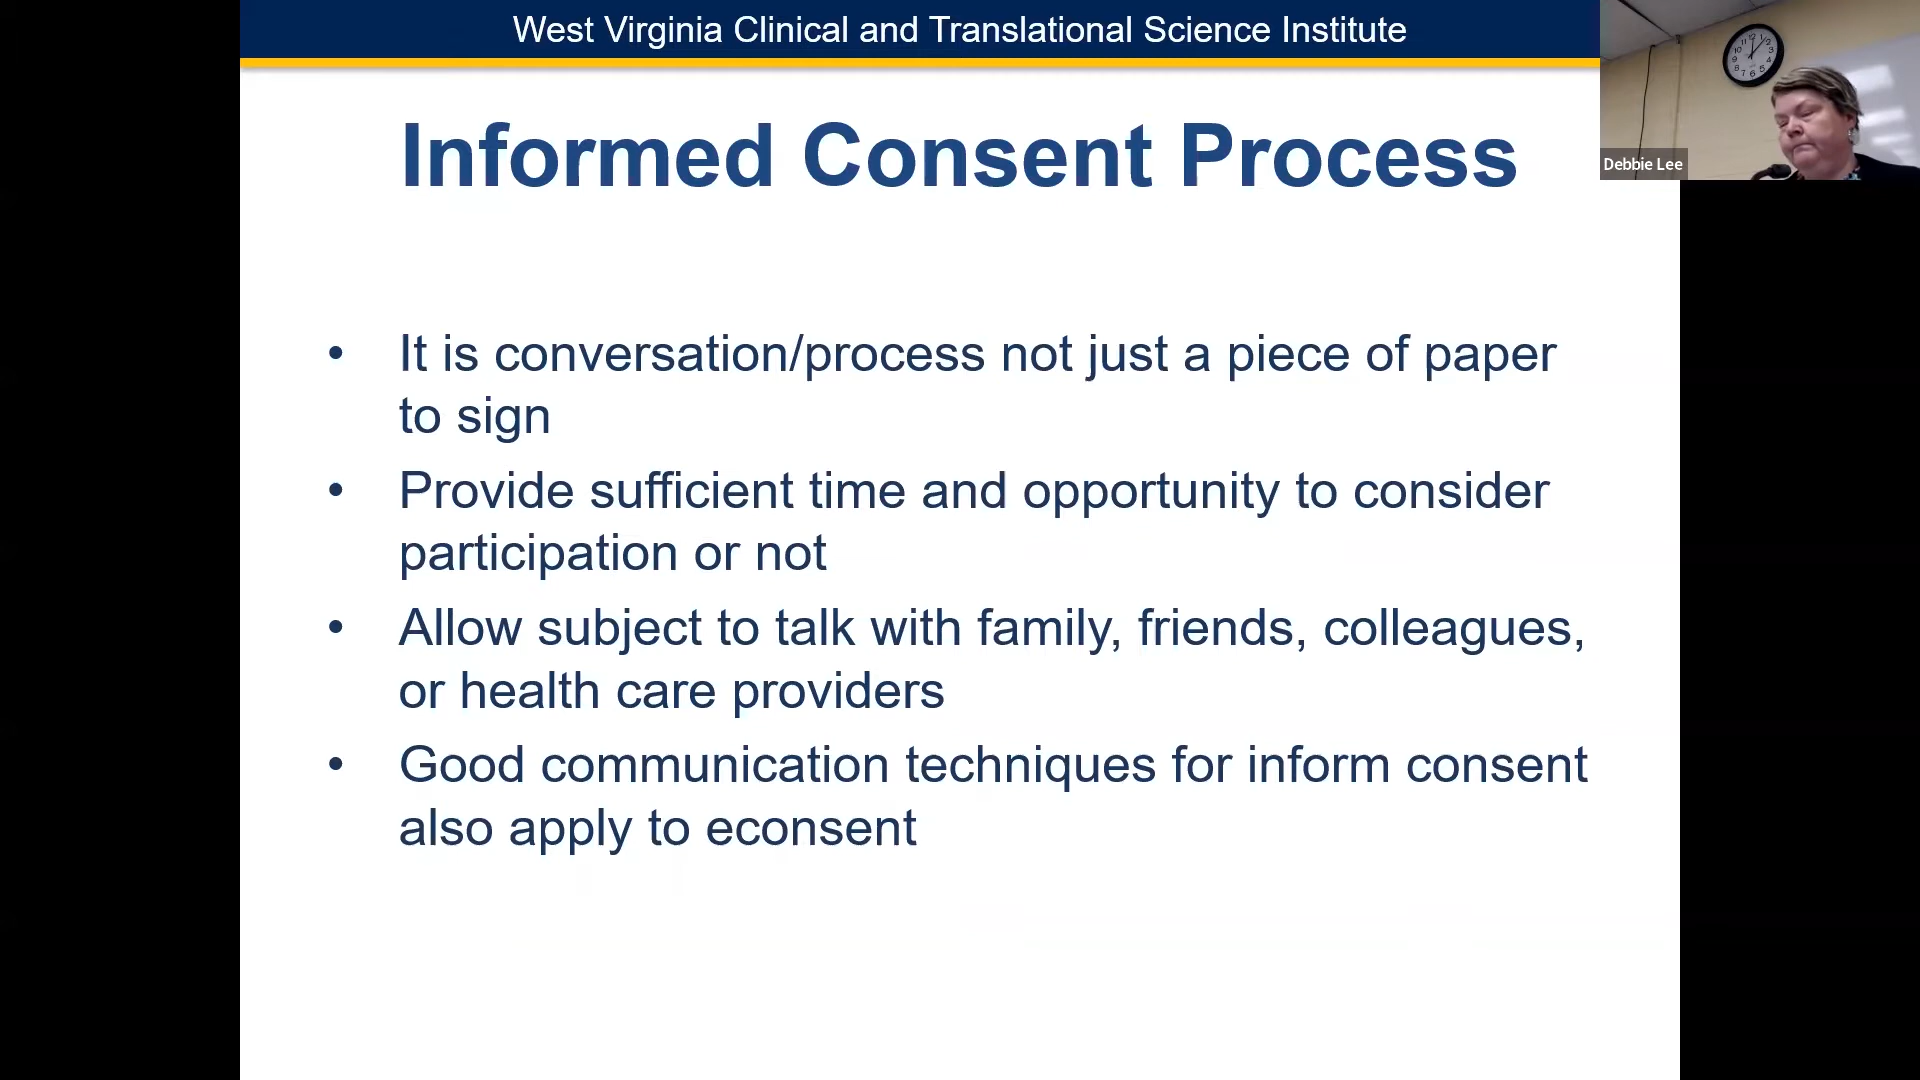 West Virginia Clinical and Translational Science Institute
Informed Consent Process
• It is conversation/process not just a piece of paper
to sign
• Provide sufficient time and opportunity to consider
participation or not
• Allow subject to talk with family, friends, colleagues,
or health care providers
• Good communication techniques for inform consent
also apply to econsent
Debbie Lee